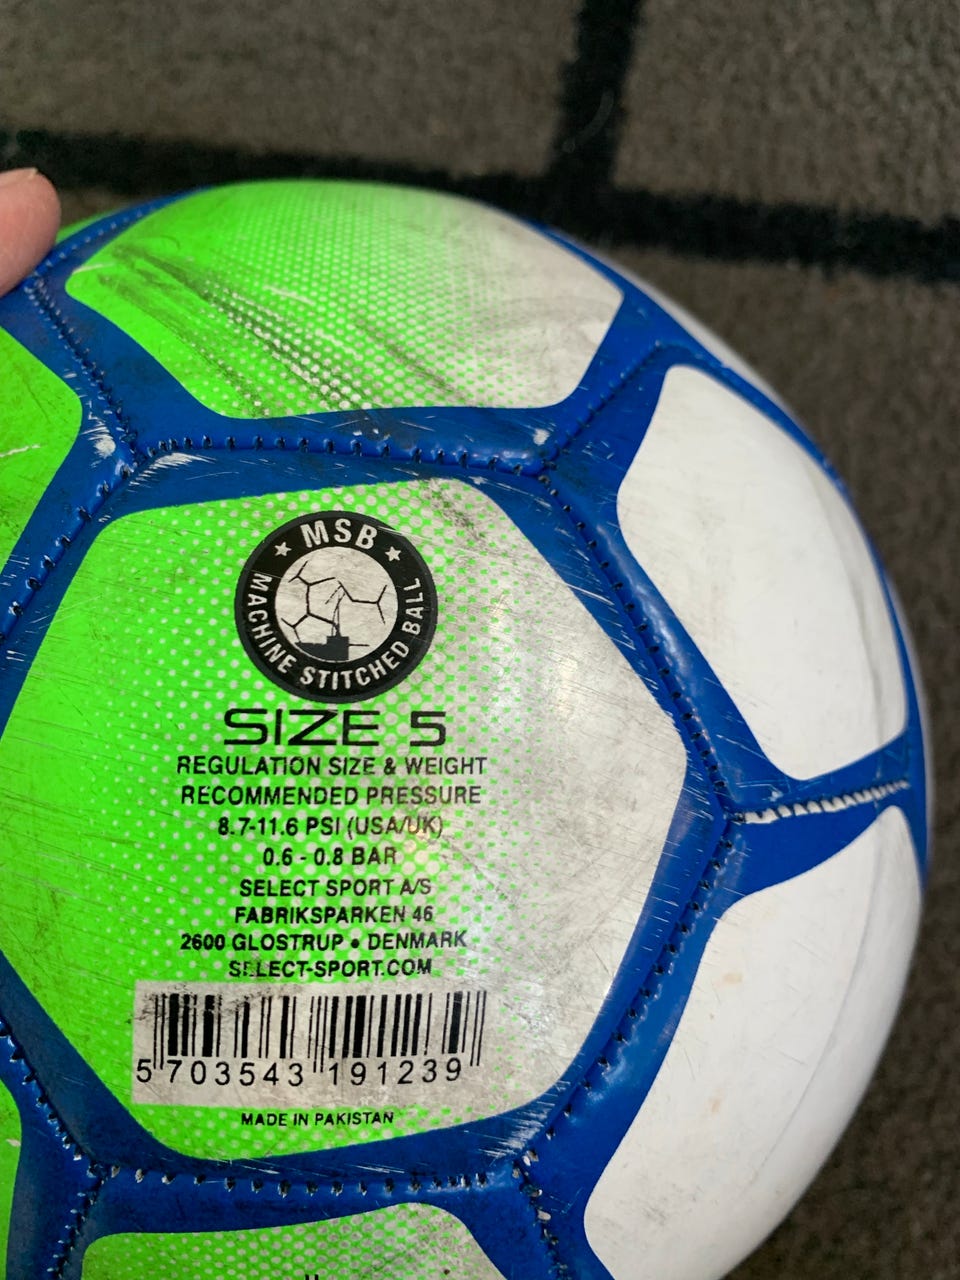 MSB
MACHINE STITCHED BALL
SIZE 5
REGULATION SIZE & WEIGHT
RECOMMENDED PRESSURE
8.7-11.6 PSI (USA/UK)
0.6 - 0.8 BAR
SELECT SPORT A/S
FABRIKSPARKEN 46
2600 GLOSTRUP • DENMARK
SELECT-SPORT.COM
5 703543 191239
MADE IN PAKISTAN